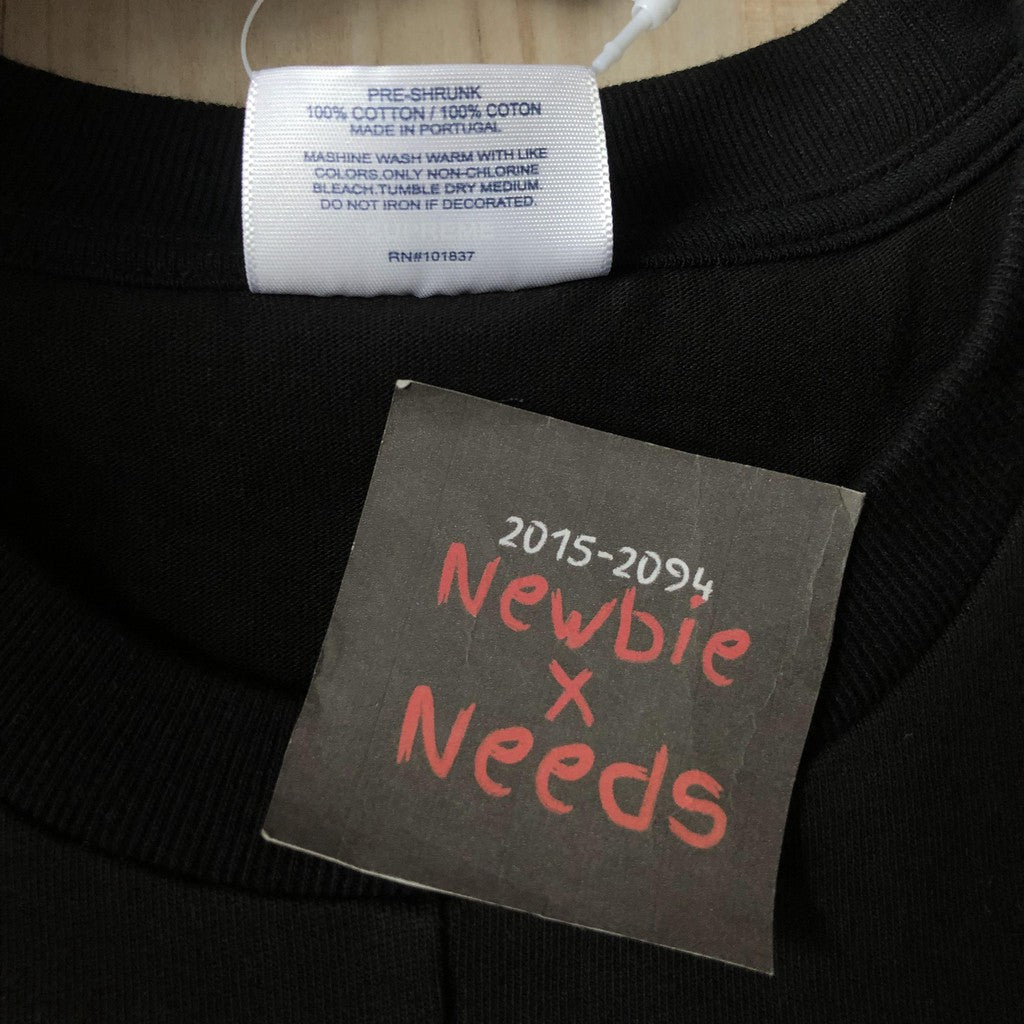 PRE-SHRUNK
100% COTTON / 100% COTON
MADE IN PORTUGAL
MASHINE WASH WARM WITH LIKE
COLORS.ONLY NON-CHLORINE
BLEACH.TUMBLE DRY MEDIUM.
DO NOT IRON IF DECORATED.
RN#101837
2015-2094
Newbie
x
Needs